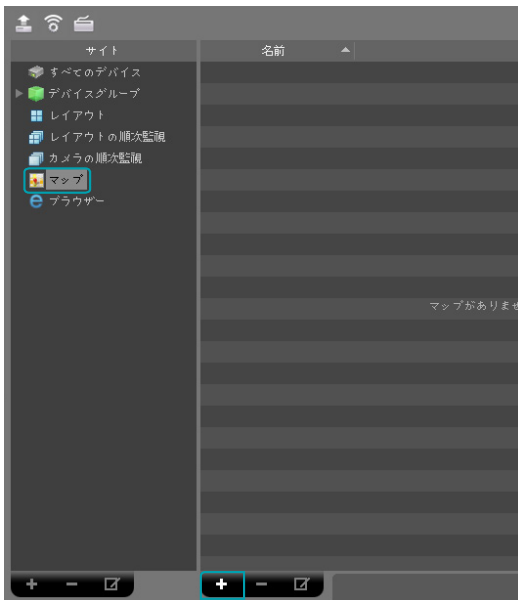 サイト
名前
すべてのデバイス
デバイスグループ
レイアウト
レイアウトの順次監視
カメラの順次監視
マップ
ブラウザー
マップがありませ